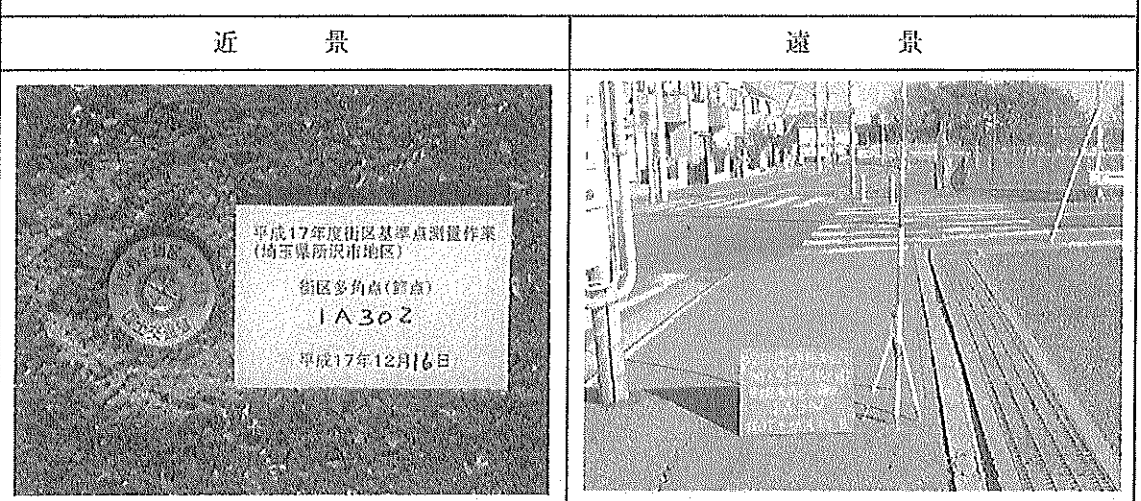 近景
遠景
平成17年度街区基準点測量作業
(埼玉県所沢市地区)
街区多角点(節点)
1A302
平成17年12月16日